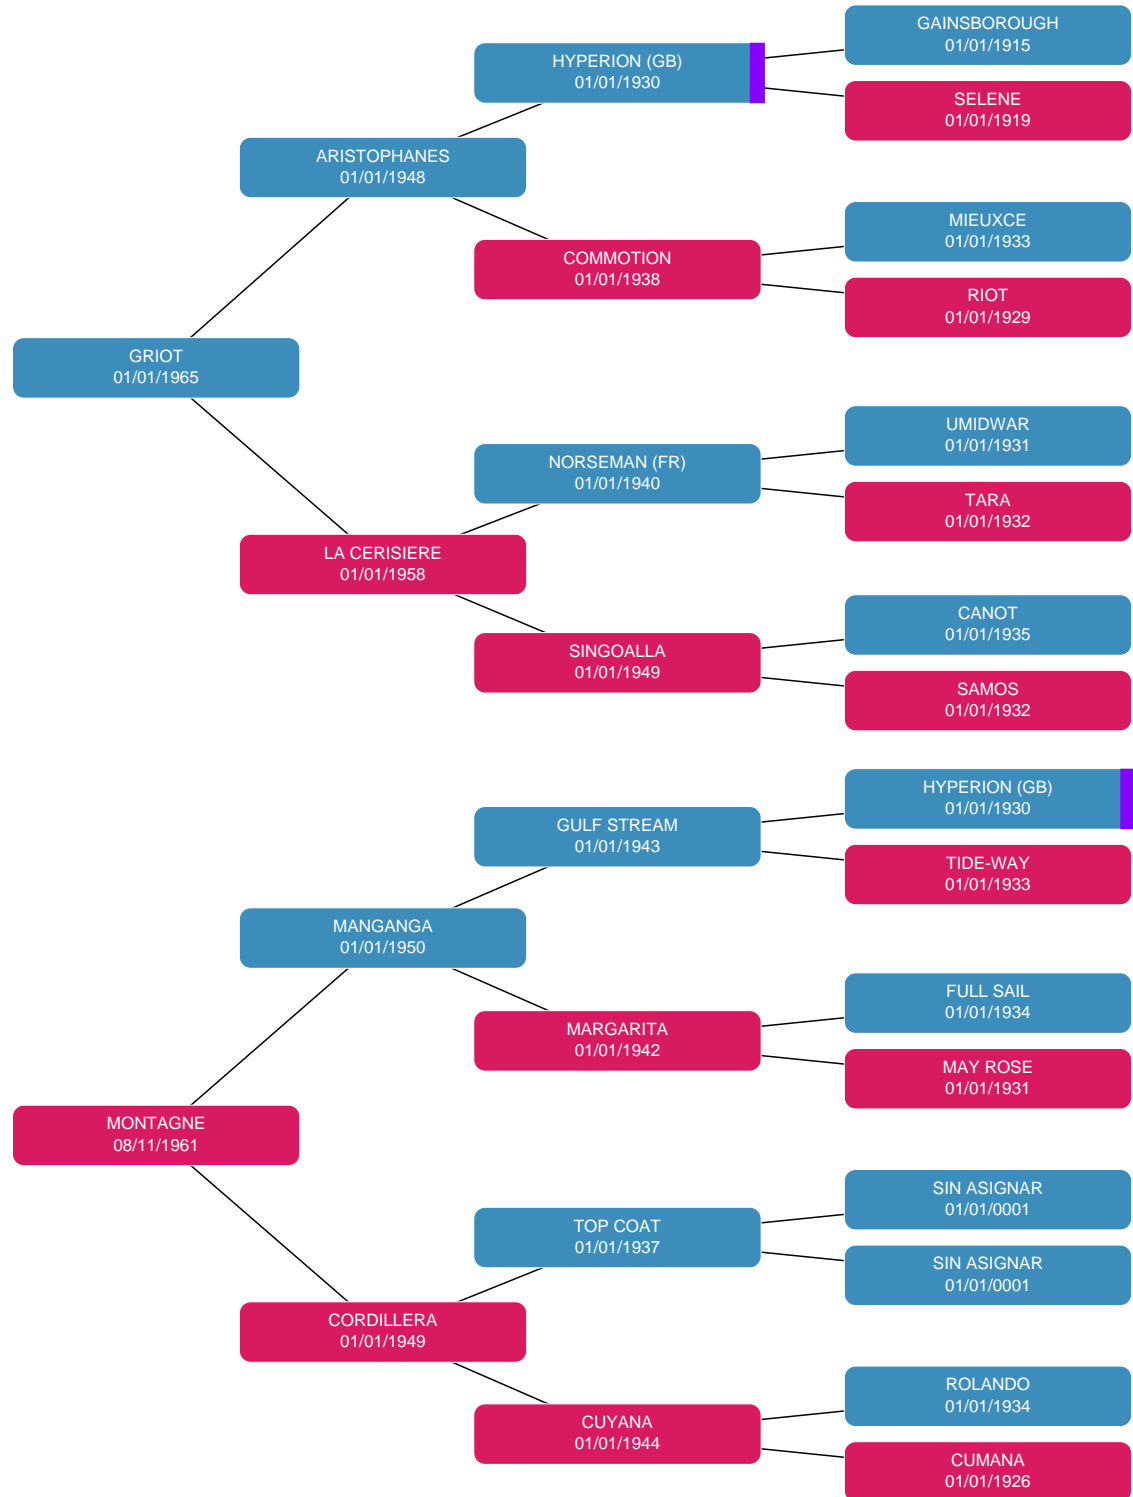 GAINSBOROUGH
01/01/1915
HYPERION (GB)
01/01/1930
SELENE
01/01/1919
ARISTOPHANES
01/01/1948
MIEUXCE
01/01/1933
COMMOTION
01/01/1938
RIOT
01/01/1929
GRIOT
01/01/1965
UMIDWAR
01/01/1931
NORSEMAN (FR)
01/01/1940
TARA
01/01/1932
LA CERISIERE
01/01/1958
CANOT
01/01/1935
SINGOALLA
01/01/1949
SAMOS
01/01/1932
HYPERION (GB)
01/01/1930
GULF STREAM
01/01/1943
TIDE-WAY
01/01/1933
MANGANGA
01/01/1950
FULL SAIL
01/01/1934
MARGARITA
01/01/1942
MAY ROSE
01/01/1931
MONTAGNE
08/11/1961
SIN ASIGNAR
01/01/0001
TOP COAT
01/01/1937
SIN ASIGNAR
01/01/0001
CORDILLERA
01/01/1949
ROLANDO
01/01/1934
CUYANA
01/01/1944
CUMANA
01/01/1926